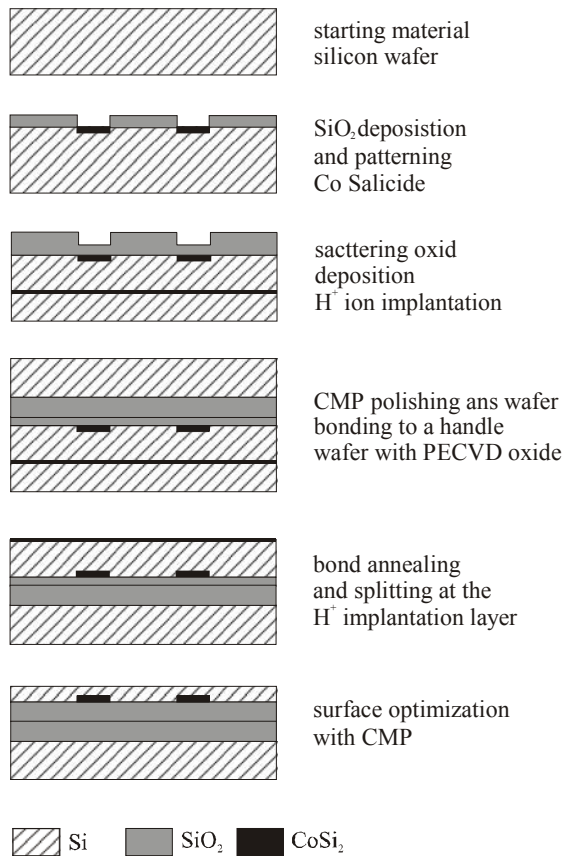 starting material
silicon wafer
SiO₂ deposistion
and patterning
Co Salicide
sacttering oxid
deposition
H⁺ ion implantation
CMP polishing ans wafer
bonding to a handle
wafer with PECVD oxide
bond annealing
and splitting at the
H⁺ implantation layer
surface optimization
with CMP
Si SiO₂ CoSi₂